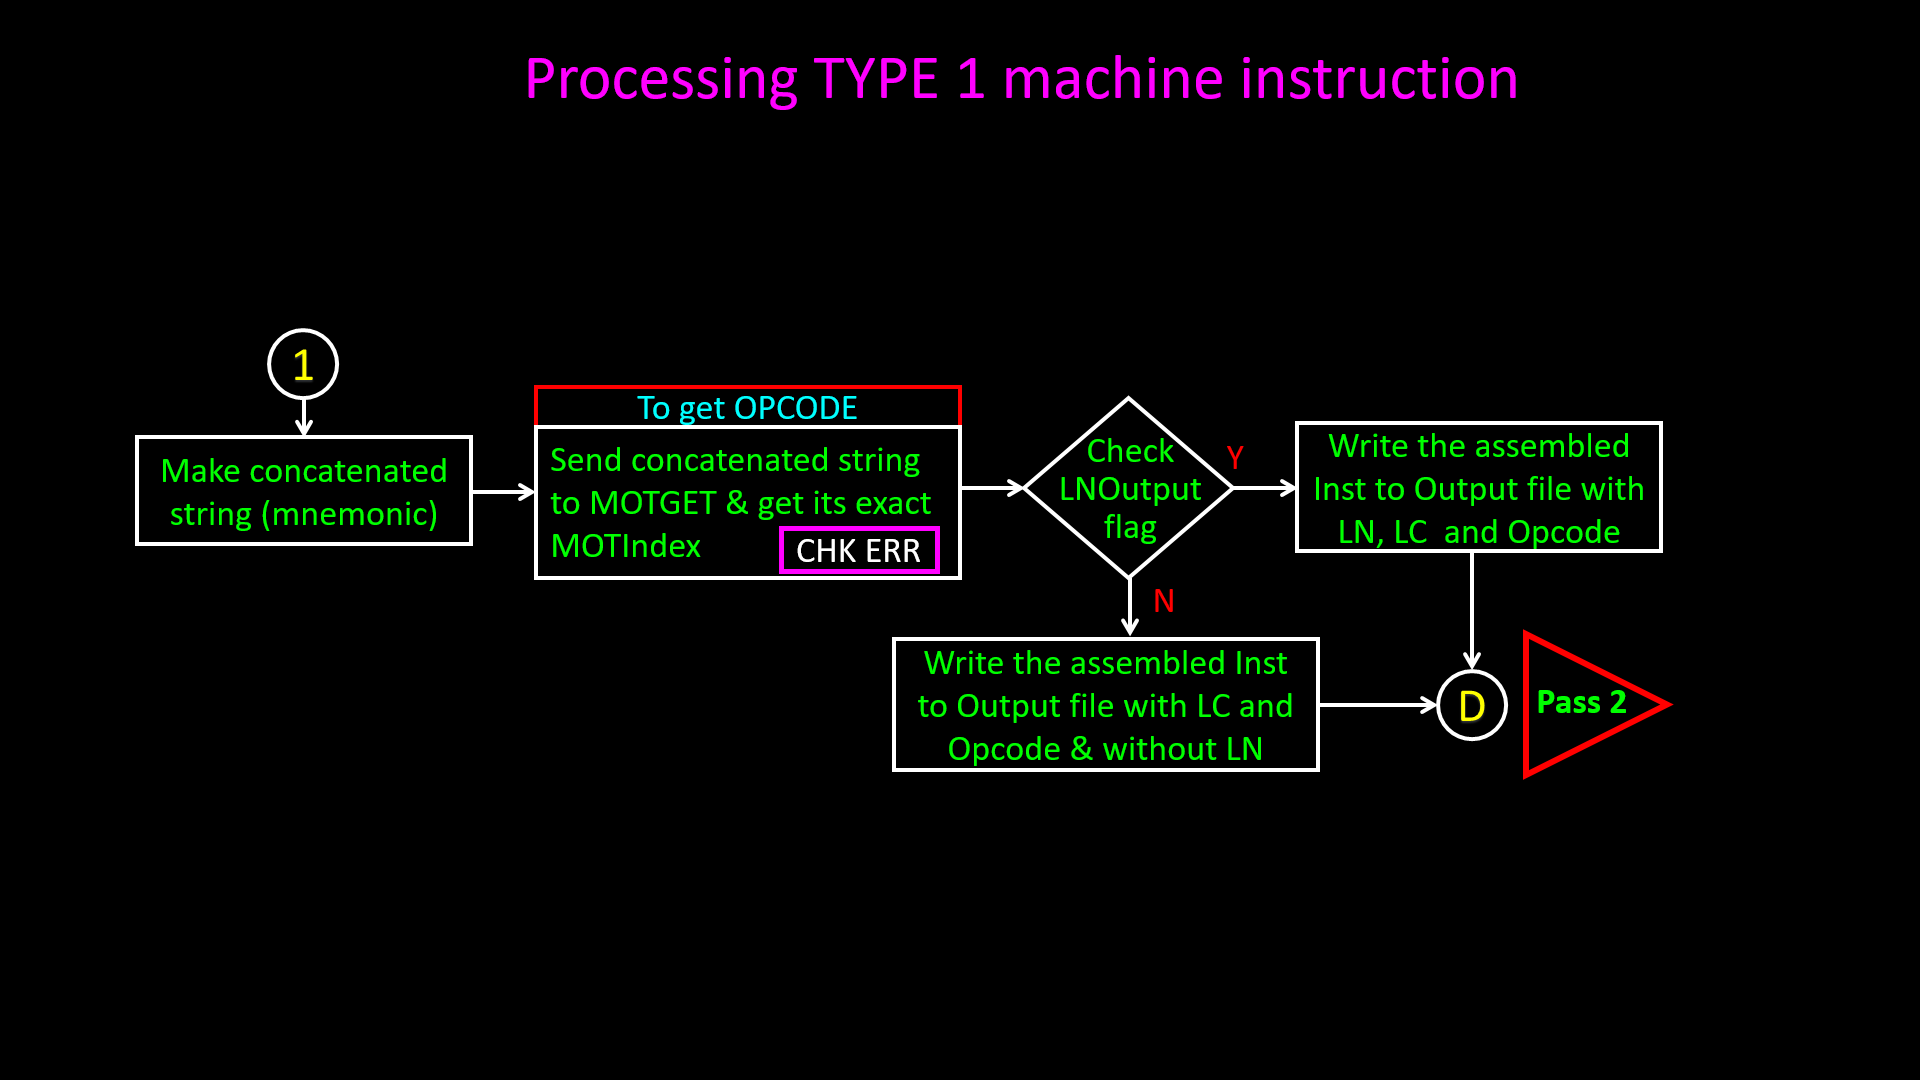 Processing TYPE 1 machine instruction
1
Make concatenated
string (mnemonic)
To get OPCODE
Send concatenated string
to MOTGET & get its exact
MOTIndex
CHK ERR
Check
LNOutput
flag
Y
N
Write the assembled
Inst to Output file with
LN, LC and Opcode
Write the assembled Inst
to Output file with LC and
Opcode & without LN
D
Pass 2